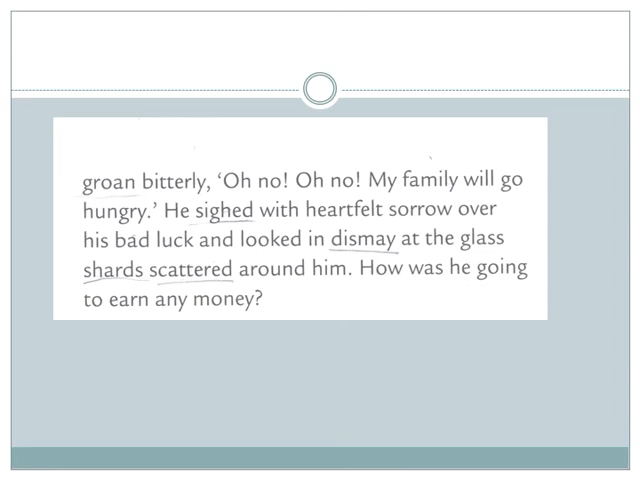 groan bitterly, ‘Oh no! Oh no! My family will go
hungry.’ He sighed with heartfelt sorrow over
his bad luck and looked in dismay at the glass
shards scattered around him. How was he going
to earn any money?